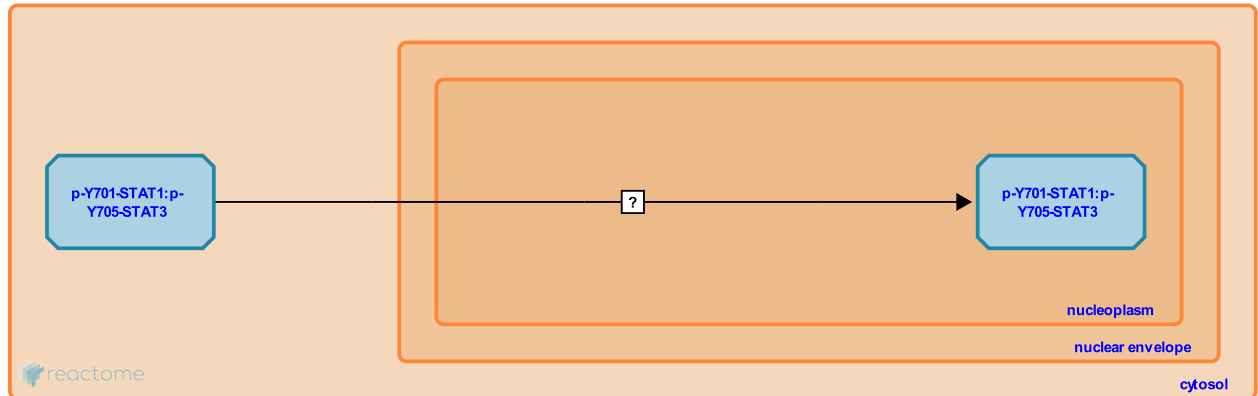 p-Y701-STAT1:p-
Y705-STAT3
?
p-Y701-STAT1:p-
Y705-STAT3
nucleoplasm
nuclear envelope
reactome
cytosol